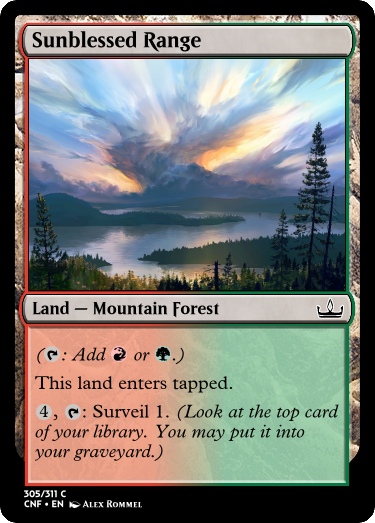 Sunblessed Range
Land — Mountain Forest
(: Add or .)
This land enters tapped.
4, : Surveil 1. (Look at the top card
of your library. You may put it into
your graveyard.)
305/311 C
CNF • EN Alex Rommel